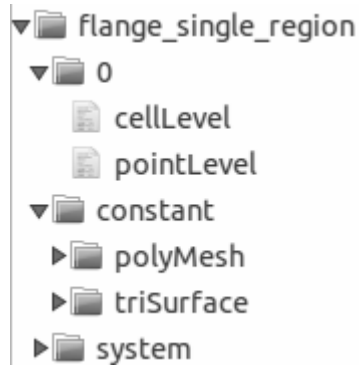 flange_single_region
0
cellLevel
pointLevel
constant
polyMesh
triSurface
system